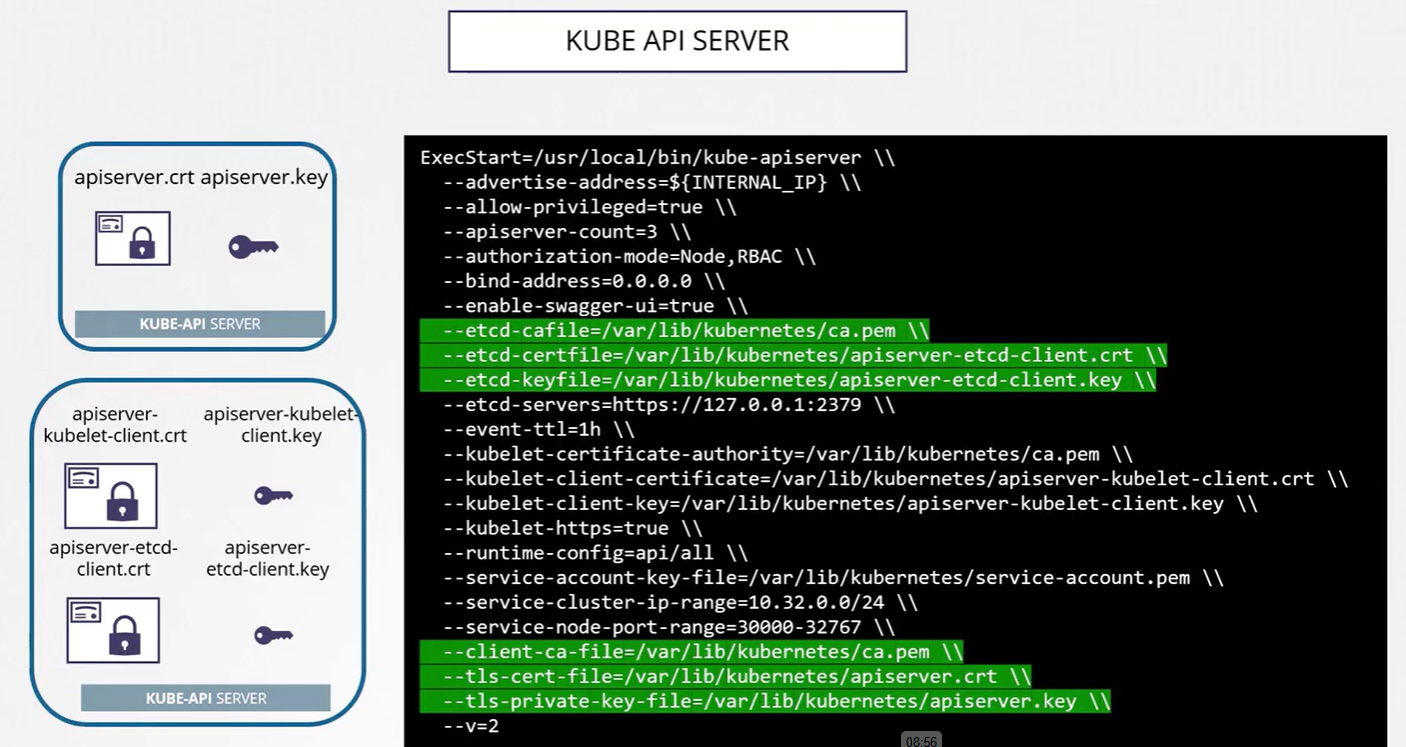 KUBE API SERVER
apiserver.crt apiserver.key
KUBE-API SERVER
apiserver-
kubelet-client.crt
apiserver-kubelet-
client.key
apiserver-etcd-
client.crt
apiserver-
etcd-client.key
KUBE-API SERVER
ExecStart=/usr/local/bin/kube-apiserver \\
--advertise-address=${INTERNAL_IP} \\
--allow-privileged=true \\
--apiserver-count=3 \\
--authorization-mode=Node,RBAC \\
--bind-address=0.0.0.0 \\
--enable-swagger-ui=true \\
--etcd-cafile=/var/lib/kubernetes/ca.pem \\
--etcd-certfile=/var/lib/kubernetes/apiserver-etcd-client.crt \\
--etcd-keyfile=/var/lib/kubernetes/apiserver-etcd-client.key \\
--etcd-servers=https://127.0.0.1:2379 \\
--event-ttl=1h \\
--kubelet-certificate-authority=/var/lib/kubernetes/ca.pem \\
--kubelet-client-certificate=/var/lib/kubernetes/apiserver-kubelet-client.crt \\
--kubelet-client-key=/var/lib/kubernetes/apiserver-kubelet-client.key \\
--kubelet-https=true \\
--runtime-config=api/all \\
--service-account-key-file=/var/lib/kubernetes/service-account.pem \\
--service-cluster-ip-range=10.32.0.0/24 \\
--service-node-port-range=30000-32767 \\
--client-ca-file=/var/lib/kubernetes/ca.pem \\
--tls-cert-file=/var/lib/kubernetes/apiserver.crt \\
--tls-private-key-file=/var/lib/kubernetes/apiserver.key \\
--v=2
08:56